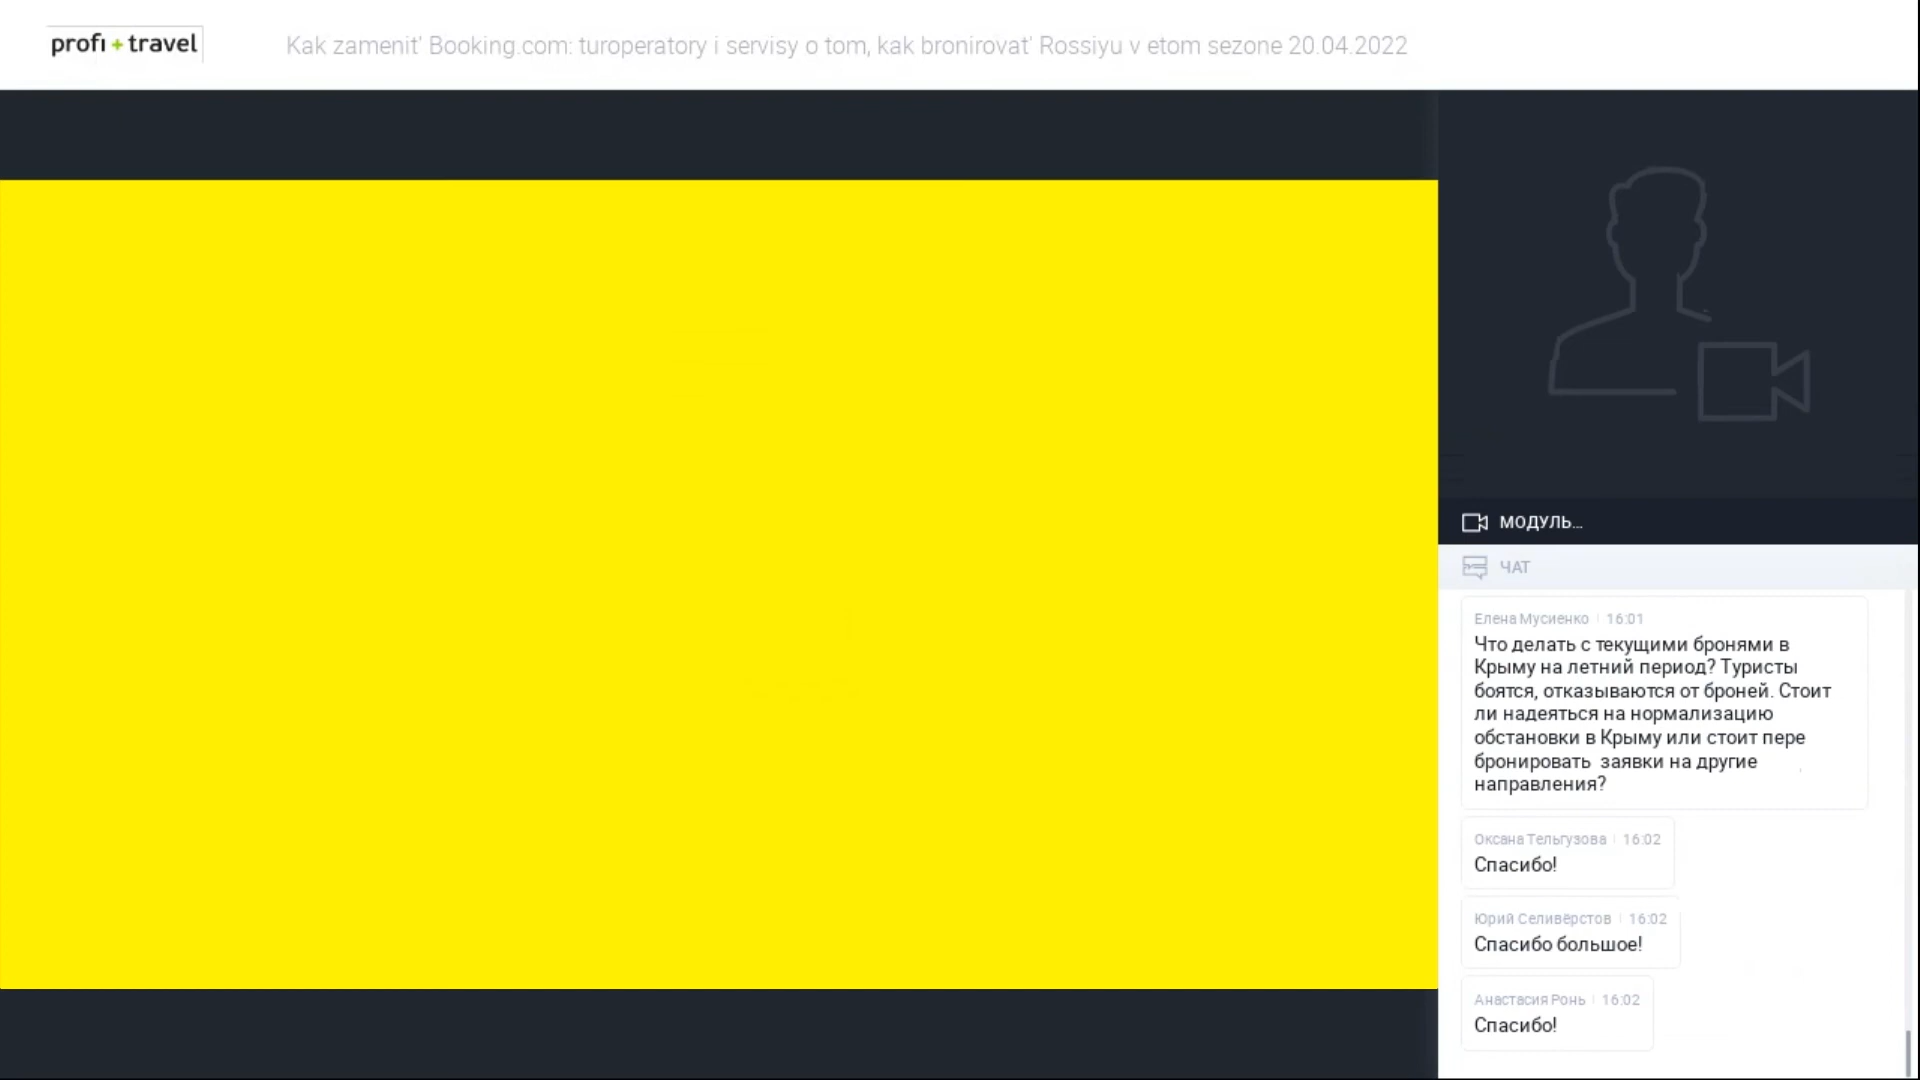 profi + travel
Kak zamenit' Booking.com: turoperatory i servisy o tom, kak bronirovat' Rossiyu v etom sezone 20.04.2022
МОДУЛЬ...
ЧАТ
Елена Мусиенко 16:01
Что делать с текущими бронями в
Крыму на летний период? Туристы
боятся, отказываются от броней. Стоит
ли надеяться на нормализацию
обстановки в Крыму или стоит пере
бронировать заявки на другие
направления?
Оксана Тельгузова 16:02
Спасибо!
Юрий Селивёрстов 16:02
Спасибо большое!
Анастасия Ронь 16:02
Спасибо!